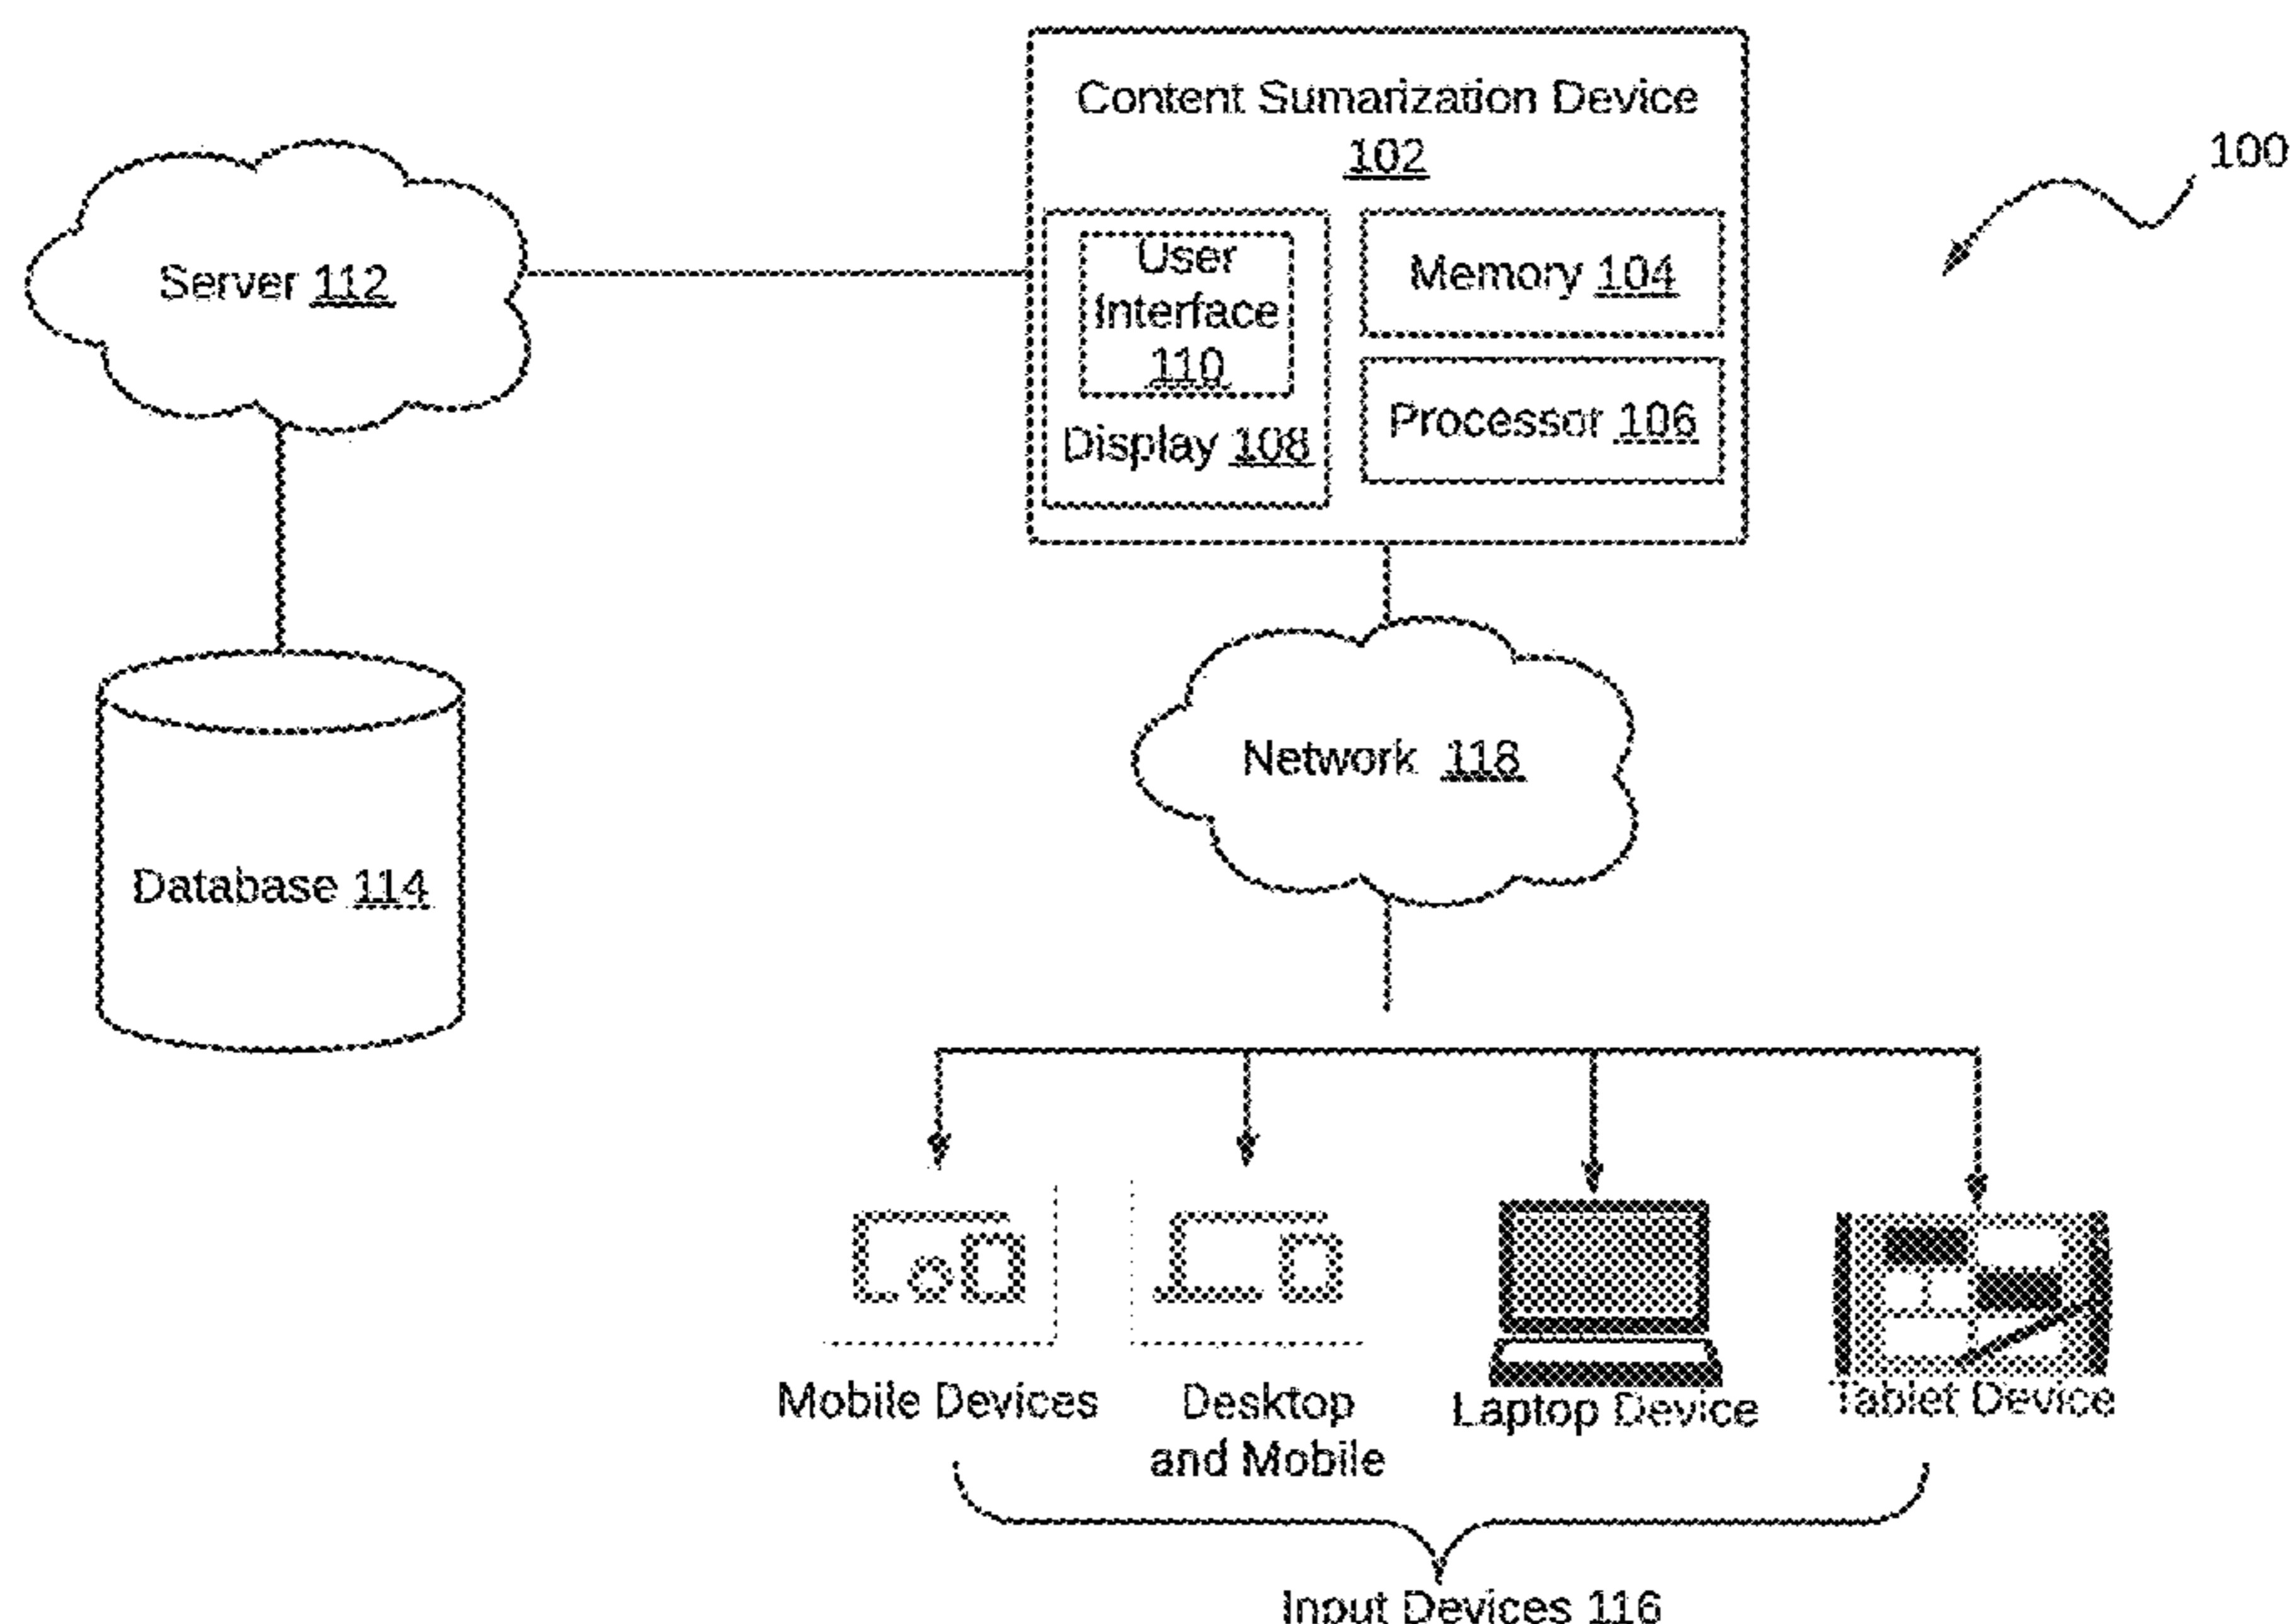 Content Sumarization Device
102
100
Server 112
User
Interface
110
Display 108
Memory 104
Processor 106
Network 118
Database 114
Mobile Devices
Desktop
and Mobile
Laptop Device
Tablet Device
Input Devices 116